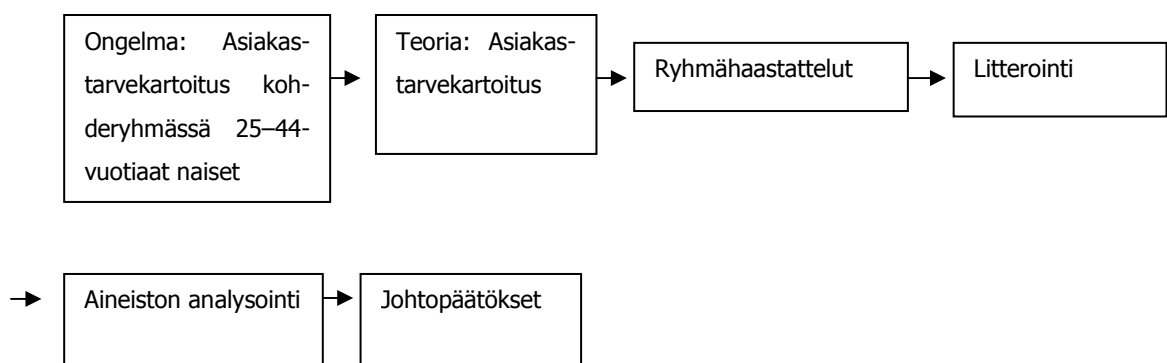 Ongelma: Asiakas-
tarvekartoitus koh-
deryhmässä 25–44-
vuotiaat naiset
Teoria: Asiakas-
tarvekartoitus
Ryhmähaastattelut
Litterointi
Aineiston analysointi
Johtopäätökset